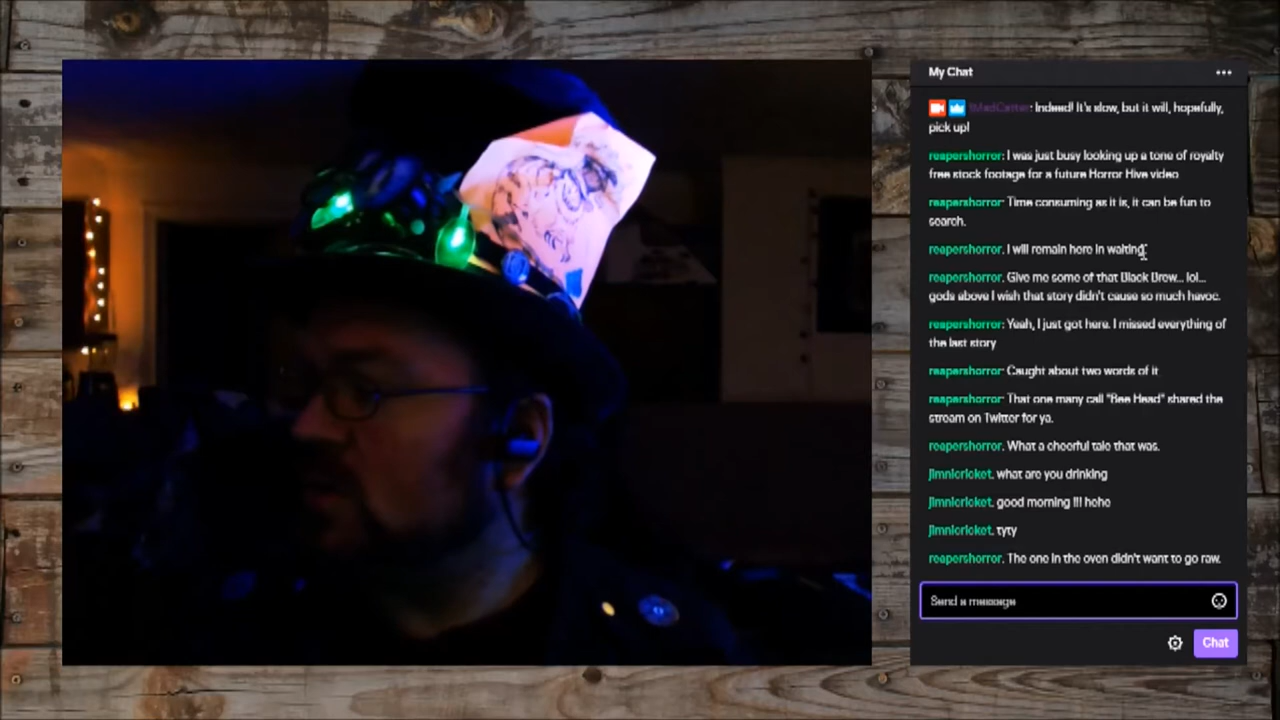 My Chat
: Indeed! It's slow, but it will, hopefully,
pick up!
reapershorror: I was just busy looking up a tone of royalty
free stock footage for a future Horror Hive video
reapershorror: Time consuming as it is, it can be fun to
search.
reapershorror: I will remain here in waiting
reapershorror: Give me some of that Black Brew... lol...
gods above I wish that story didn't cause so much havoc.
reapershorror: Yeah, I just got here. I missed everything of
the last story
reapershorror: Caught about two words of it
reapershorror: That one many call "Bee Head" shared the
stream on Twitter for ya.
reapershorror: What a cheerful tale that was.
jimnicricket: what are you drinking
jimnicricket: good morning !!! hehe
jimnicricket: tyty
reapershorror: The one in the oven didn't want to go raw.
Send a message
Chat